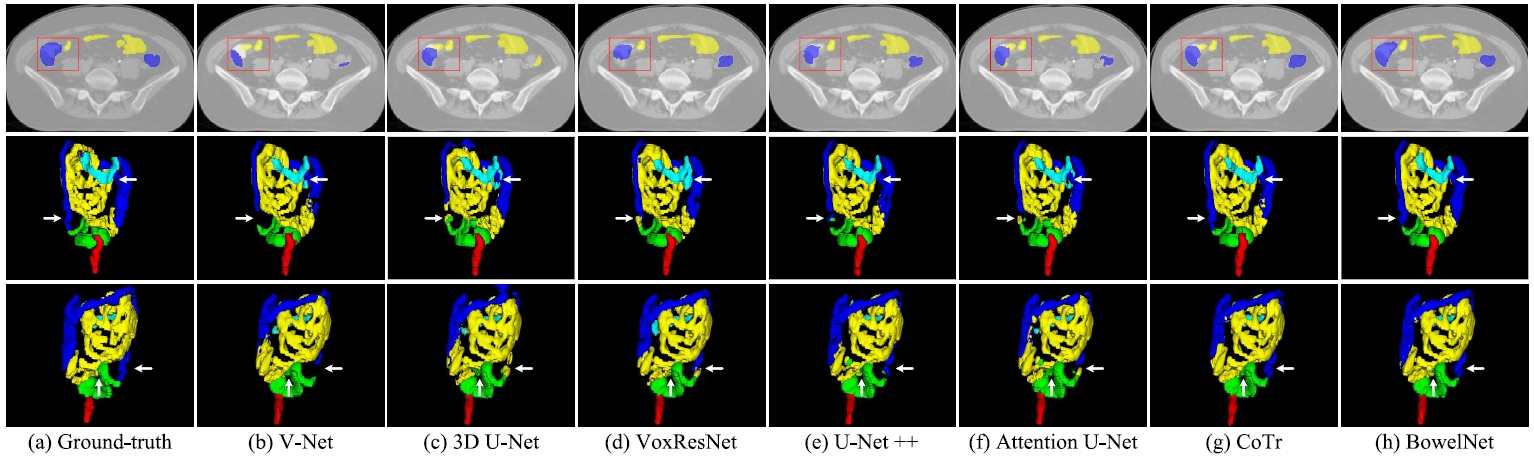 (a) Ground-truth (b) V-Net (c) 3D U-Net (d) VoxResNet (e) U-Net ++ (f) Attention U-Net (g) CoTr (h) BowelNet